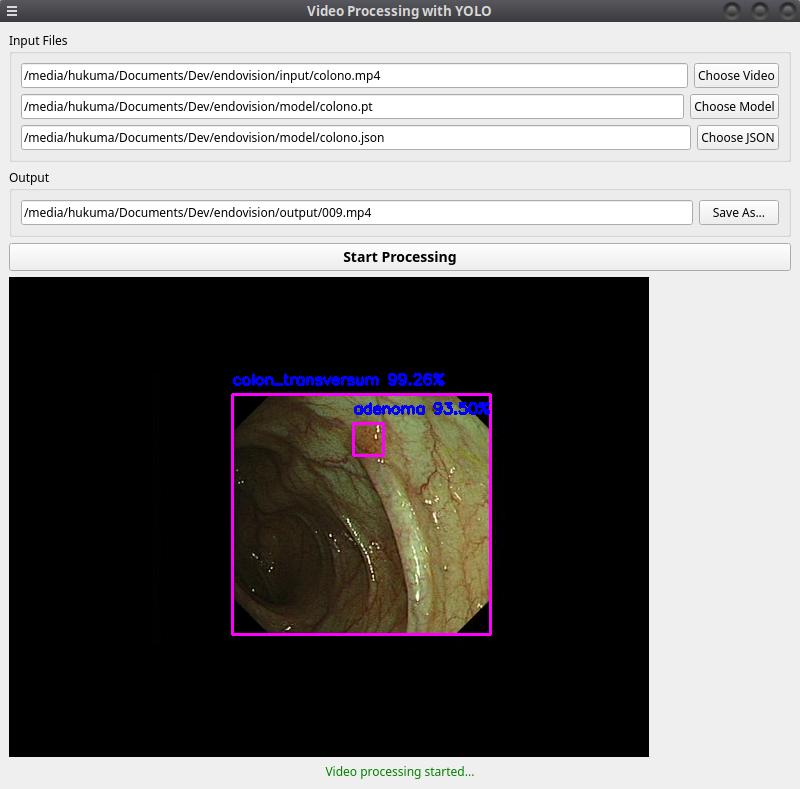 Video Processing with YOLO
Input Files
/media/hukuma/Documents/Dev/endovision/input/colono.mp4
Choose Video
/media/hukuma/Documents/Dev/endovision/model/colono.pt
Choose Model
/media/hukuma/Documents/Dev/endovision/model/colono.json
Choose JSON
Output
/media/hukuma/Documents/Dev/endovision/output/009.mp4
Save As...
Start Processing
colon_transversum 99.26%
adenoma 93.50%
Video processing started...